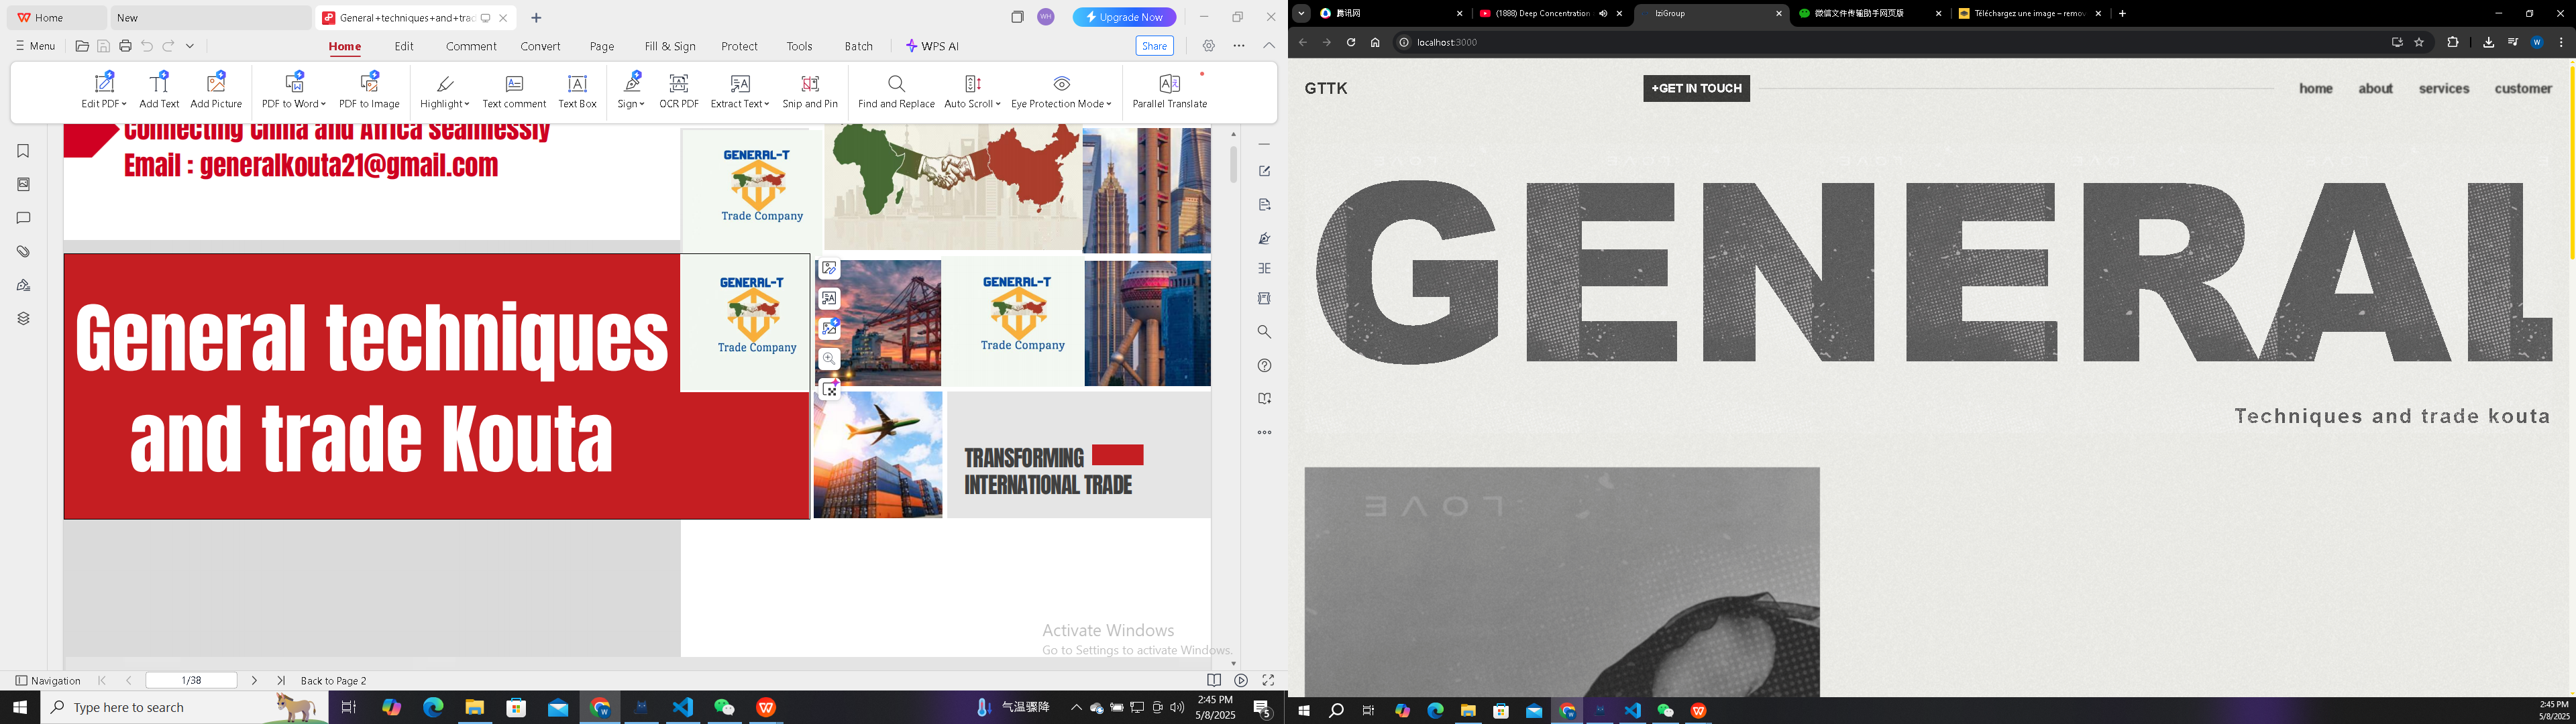 Home
New
General+techniques+and+trac
WH
Upgrade Now
Menu
Home
Edit
Comment
Convert
Page
Fill & Sign
Protect
Tools
Batch
WPS AI
Share
Edit PDF
Add Text
Add Picture
PDF to Word
PDF to Image
Highlight
Text comment
Text Box
Sign
OCR PDF
Extract Text
Snip and Pin
Find and Replace
Auto Scroll
Eye Protection Mode
Parallel Translate
Connecting China and Africa seamlessly
Email : generalkouta21@gmail.com
GENERAL-T
Trade Company
General techniques
and trade Kouta
GENERAL-T
Trade Company
GENERAL-T
Trade Company
TRANSFORMING
INTERNATIONAL TRADE
Activate Windows
Go to Settings to activate Windows.
Navigation
1/38
Back to Page 2
Type here to search
气温骤降
2:45 PM
5/8/2025
5
腾讯网
(1888) Deep Concentration
IziGroup
微信文件传输助手网页版
Téléchargez une image – remov
localhost:3000
W
GTTK
+GET IN TOUCH
home
about
services
customer
GENERAL
Techniques and trade kouta
LOVE
2:45 PM
5/8/2025